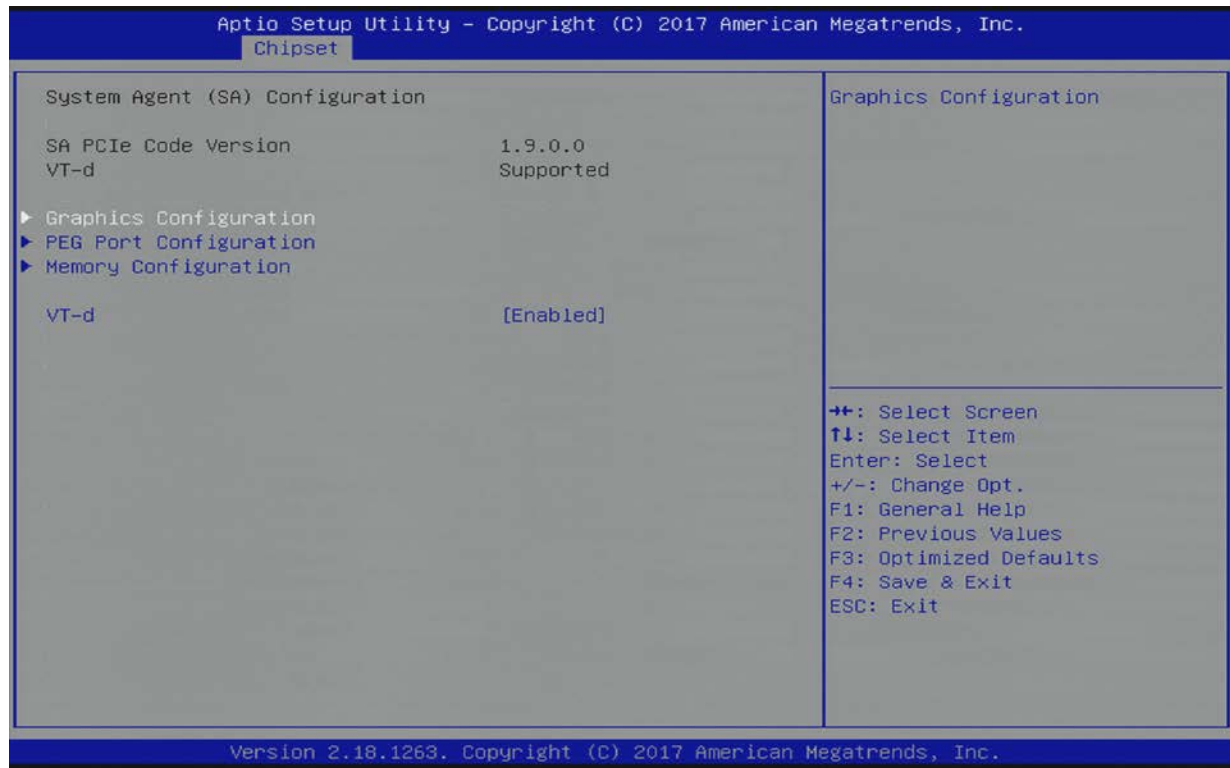 Aptio Setup Utility – Copyright (C) 2017 American Megatrends, Inc.
Chipset
System Agent (SA) Configuration
SA PCIe Code Version 1.9.0.0
VT-d Supported
▶ Graphics Configuration
▶ PEG Port Configuration
▶ Memory Configuration
VT-d [Enabled]
Graphics Configuration
→←: Select Screen
↑↓: Select Item
Enter: Select
+/-: Change Opt.
F1: General Help
F2: Previous Values
F3: Optimized Defaults
F4: Save & Exit
ESC: Exit
Version 2.18.1263. Copyright (C) 2017 American Megatrends, Inc.